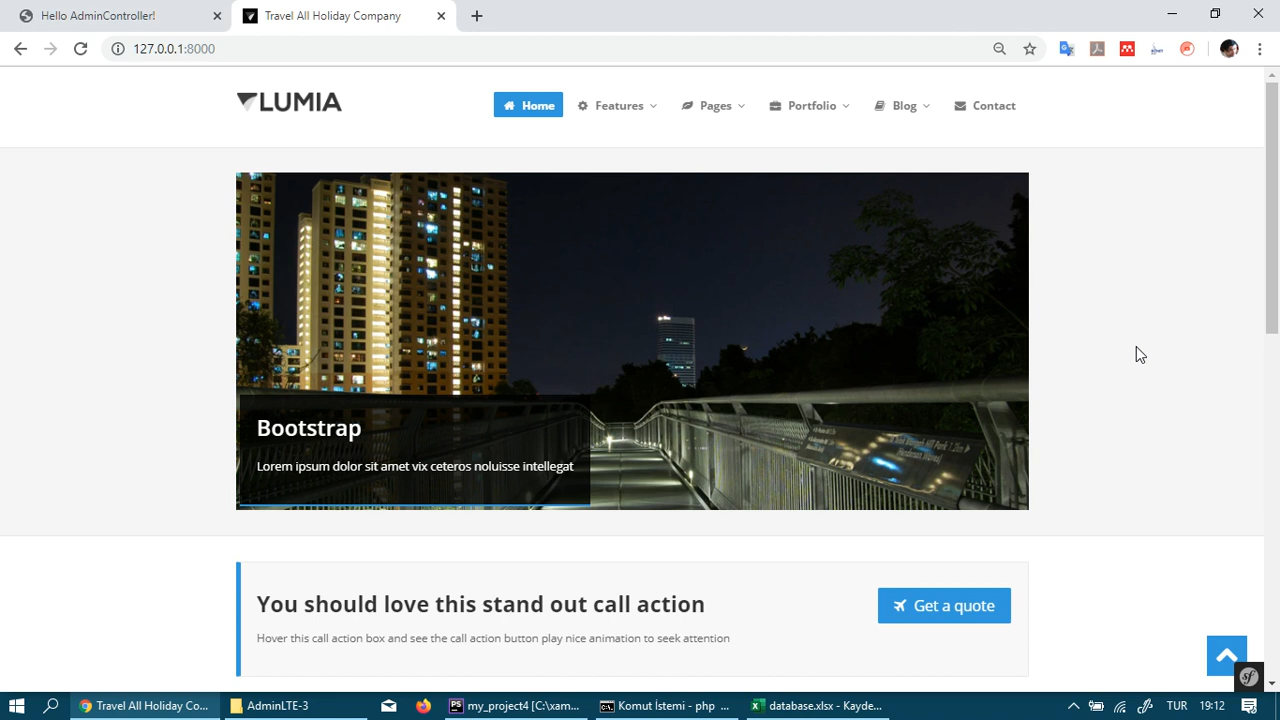 Hello AdminController!
Travel All Holiday Company
127.0.0.1:8000
LUMIA
Home
Features
Pages
Portfolio
Blog
Contact
Bootstrap
Lorem ipsum dolor sit amet vix ceteros noluisse intellegat
You should love this stand out call action
Hover this call action box and see the call action button play nice animation to seek attention
Get a quote
sf
Travel All Holiday Co...
AdminLTE-3
PS
my_project4 [C:\xam...
Komut İstemi - php ...
database.xlsx - Kayde...
TUR
19:12